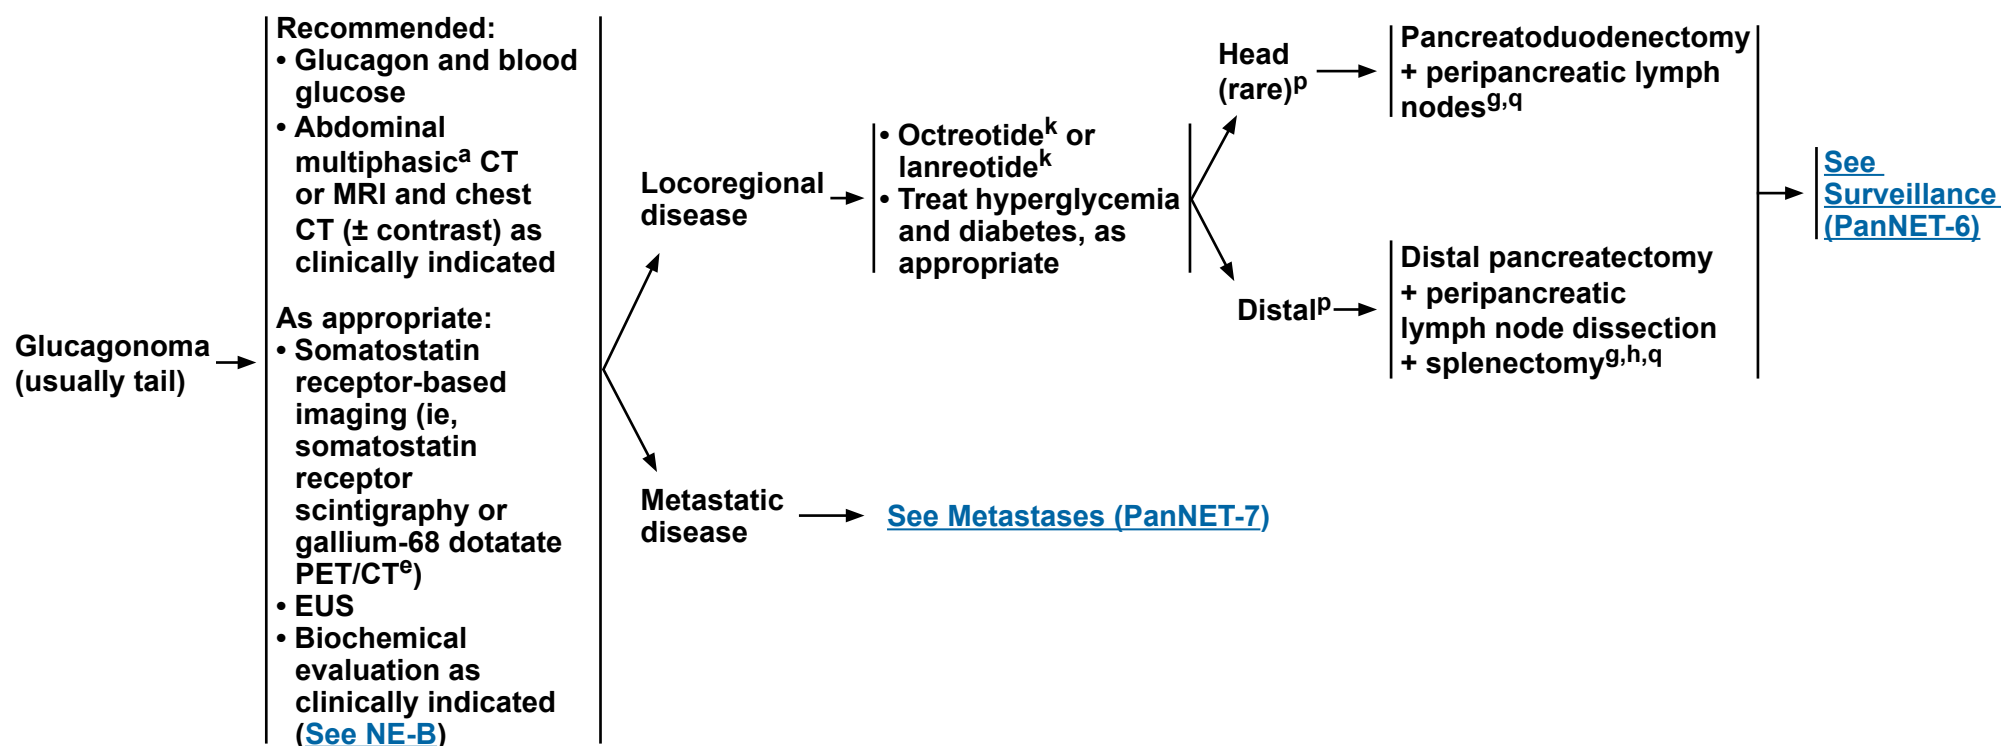 Glucagonoma
(usually tail)
Recommended:
• Glucagon and blood
glucose
• Abdominal
multiphasicᵃ CT
or MRI and chest
CT (± contrast) as
clinically indicated
As appropriate:
• Somatostatin
receptor-based
imaging (ie,
somatostatin
receptor
scintigraphy or
gallium-68 dotatate
PET/CTᵉ)
• EUS
• Biochemical
evaluation as
clinically indicated
(See NE-B)
Locoregional
disease
• Octreotideᵏ or
lanreotideᵏ
• Treat hyperglycemia
and diabetes, as
appropriate
Head
(rare)ᵖ
Pancreatoduodenectomy
+ peripancreatic lymph
nodesg,q
Distalᵖ
Distal pancreatectomy
+ peripancreatic
lymph node dissection
+ splenectomyg,h,q
See
Surveillance
(PanNET-6)
Metastatic
disease
See Metastases (PanNET-7)